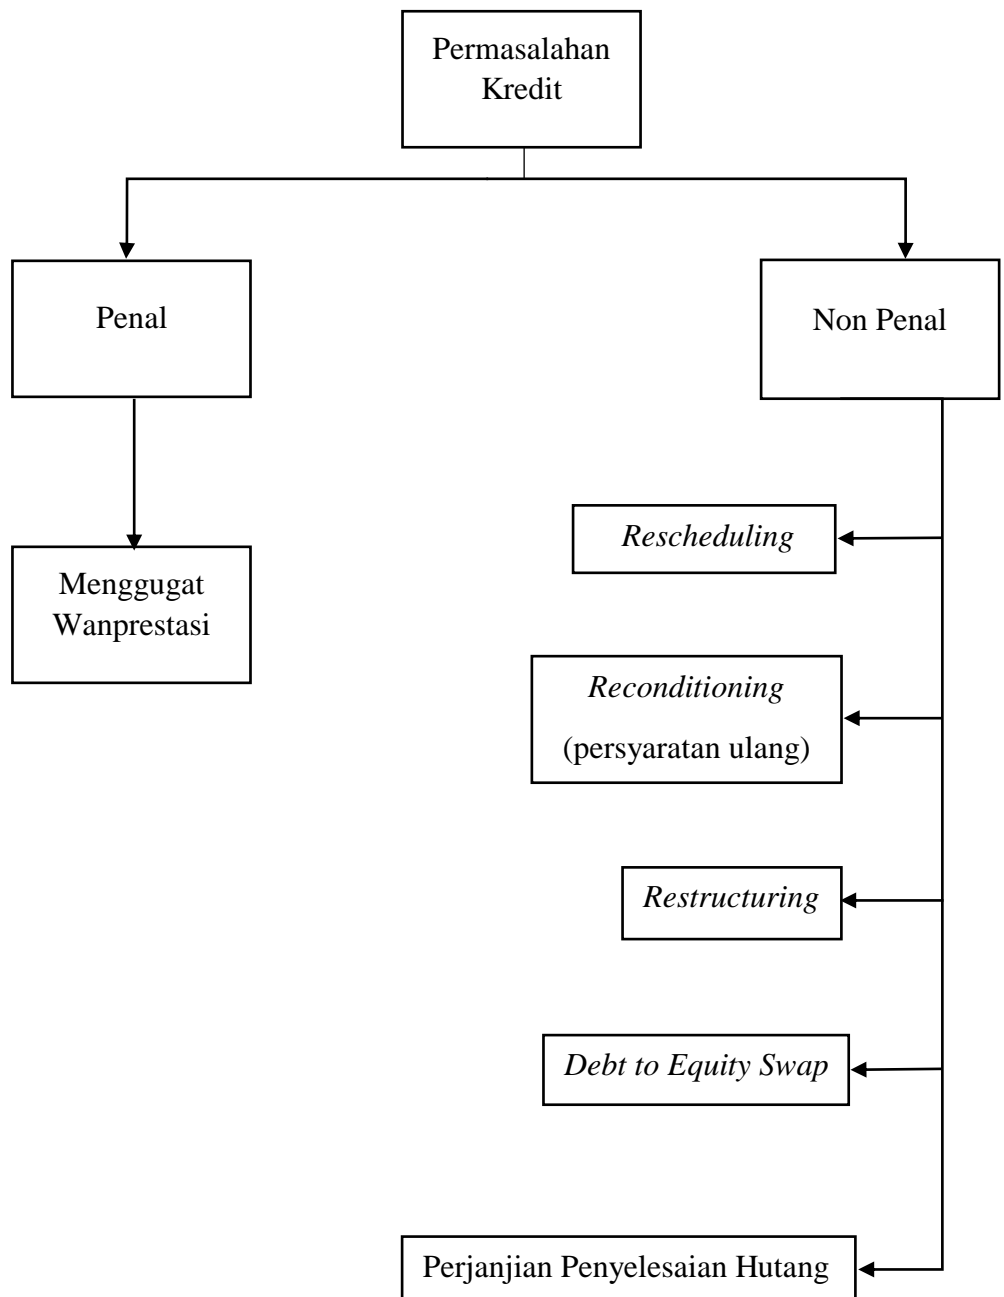 Permasalahan
Kredit
Penal
Non Penal
Menggugat
Wanprestasi
Rescheduling
Reconditioning
(persyaratan ulang)
Restructuring
Debt to Equity Swap
Perjanjian Penyelesaian Hutang